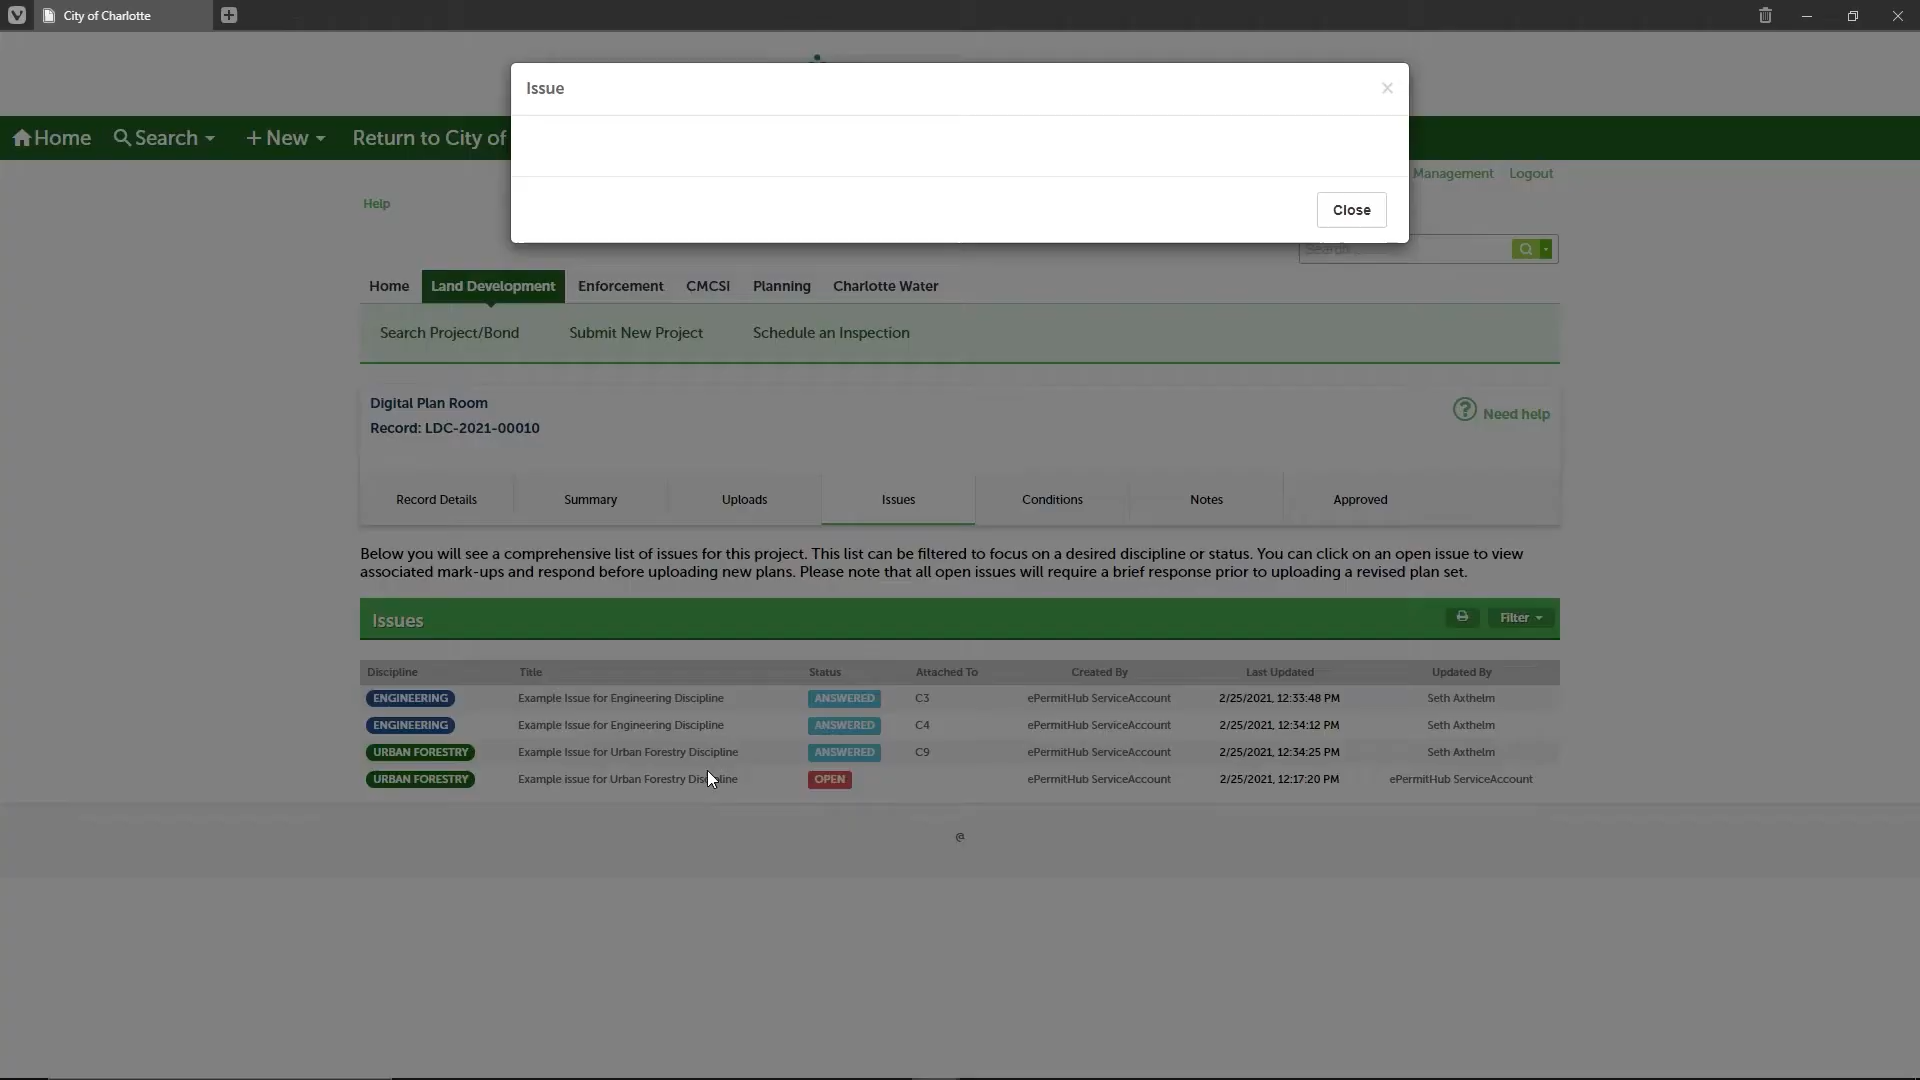 City of Charlotte
Issue
Home Search + New Return to City of
Close
Management Logout
Help
Search
Home Land Development Enforcement CMCSI Planning Charlotte Water
Search Project/Bond Submit New Project Schedule an Inspection
Digital Plan Room
Record: LDC-2021-00010
Need help
Record Details Summary Uploads Issues Conditions Notes Approved
Below you will see a comprehensive list of issues for this project. This list can be filtered to focus on a desired discipline or status. You can click on an open issue to view
associated mark-ups and respond before uploading new plans. Please note that all open issues will require a brief response prior to uploading a revised plan set.
Issues Filter
Discipline Title Status Attached To Created By Last Updated Updated By
ENGINEERING Example Issue for Engineering Discipline ANSWERED C3 ePermitHub ServiceAccount 2/25/2021, 12:33:48 PM Seth Axthelm
ENGINEERING Example Issue for Engineering Discipline ANSWERED C4 ePermitHub ServiceAccount 2/25/2021, 12:34:12 PM Seth Axthelm
URBAN FORESTRY Example Issue for Urban Forestry Discipline ANSWERED C9 ePermitHub ServiceAccount 2/25/2021, 12:34:25 PM Seth Axthelm
URBAN FORESTRY Example issue for Urban Forestry Discipline OPEN ePermitHub ServiceAccount 2/25/2021, 12:17:20 PM ePermitHub ServiceAccount
@